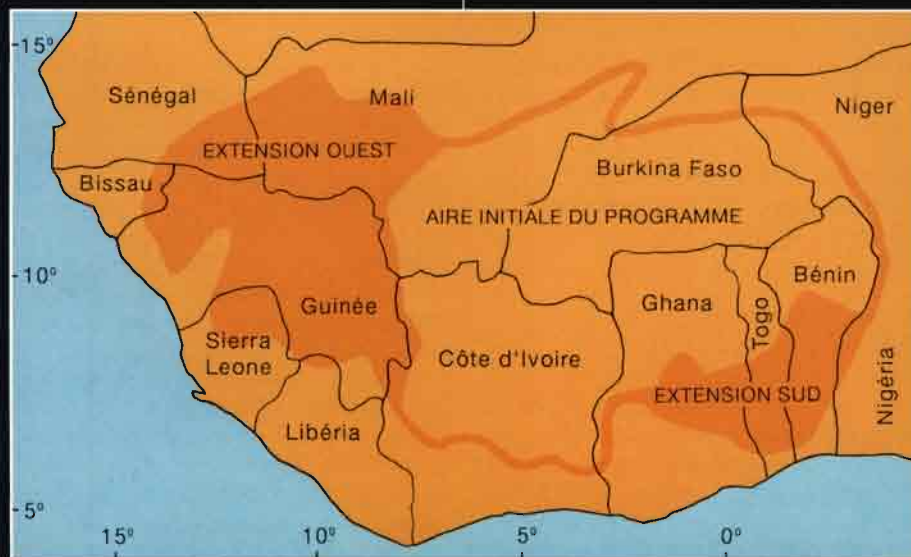 -15°
Sénégal
Mali
Niger
EXTENSION OUEST
Burkina Faso
Bissau
AIRE INITIALE DU PROGRAMME
-10°
Guinée
Ghana
Togo
Bénin
Sierra
Leone
Côte d'Ivoire
EXTENSION SUD
Nigéria
Libéria
-5°
15°
10°
5°
0°